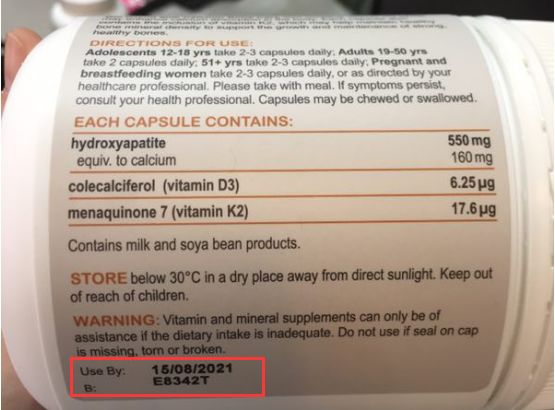 contains the inclusion of vitamin K2, which may help maintain healthy
bone mineral density to support the growth and maintenance of strong,
healthy bones.
DIRECTIONS FOR USE:
Adolescents 12-18 yrs take 2-3 capsules daily; Adults 19-50 yrs
take 2 capsules daily; 51+ yrs take 2-3 capsules daily; Pregnant and
breastfeeding women take 2-3 capsules daily, or as directed by your
healthcare professional. Please take with meal. If symptoms persist,
consult your health professional. Capsules may be chewed or swallowed.
EACH CAPSULE CONTAINS:
hydroxyapatite 550 mg
equiv. to calcium 160 mg
colecalciferol (vitamin D3) 6.25 µg
menaquinone 7 (vitamin K2) 17.6 µg
Contains milk and soya bean products.
STORE below 30°C in a dry place away from direct sunlight. Keep out
of reach of children.
WARNING: Vitamin and mineral supplements can only be of
assistance if the dietary intake is inadequate. Do not use if seal on cap
is missing, torn or broken.
Use By: 15/08/2021
B: E8342T